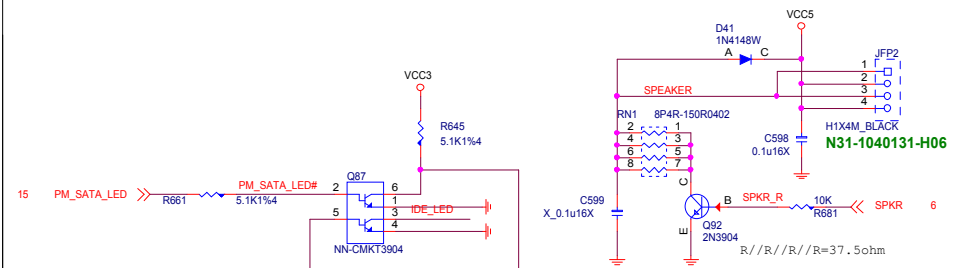 VCC5
D41
1N4148W
A
C
JFP2
1
2
3
4
SPEAKER
VCC3
RN1
8P4R-150R0402
R645
5.1K1%4
2
1
4
3
6
5
8
7
H1X4M_BLACK
C598
0.1u16X
N31-1040131-H06
Q87
15
PM_SATA_LED
R661
PM_SATA_LED#
5.1K1%4
2
6
1
5
3
4
IDE_LED
NN-CMKT3904
C599
X_0.1u16X
C
B
E
Q92
2N3904
SPKR_R
10K
R681
SPKR
6
R//R//R//R=37.5ohm